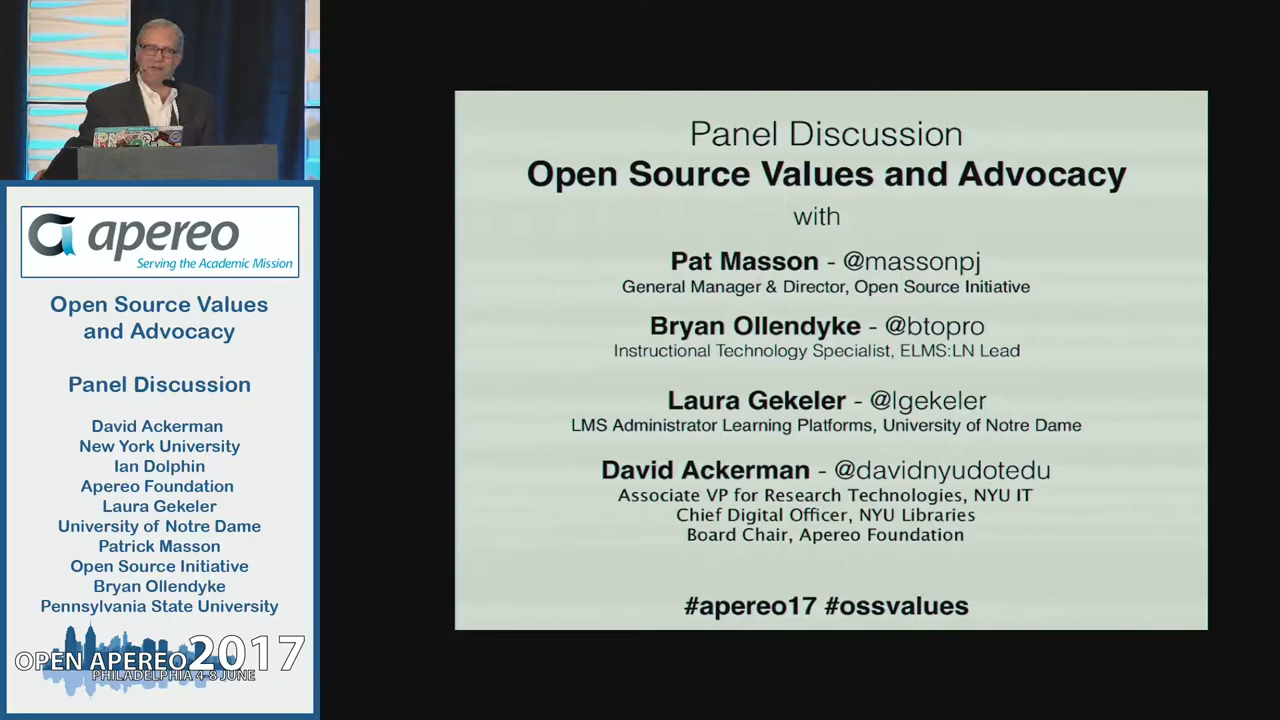 apereo
Serving the Academic Mission
Open Source Values
and Advocacy
Panel Discussion
David Ackerman
New York University
Ian Dolphin
Apereo Foundation
Laura Gekeler
University of Notre Dame
Patrick Masson
Open Source Initiative
Bryan Ollendyke
Pennsylvania State University
OPEN APEREO 2017
PHILADELPHIA 4-8 JUNE
Panel Discussion
Open Source Values and Advocacy
with
Pat Masson - @massonpj
General Manager & Director, Open Source Initiative
Bryan Ollendyke - @btopro
Instructional Technology Specialist, ELMS:LN Lead
Laura Gekeler - @lgekeler
LMS Administrator Learning Platforms, University of Notre Dame
David Ackerman - @davidnyudotedu
Associate VP for Research Technologies, NYU IT
Chief Digital Officer, NYU Libraries
Board Chair, Apereo Foundation
#apereo17 #ossvalues